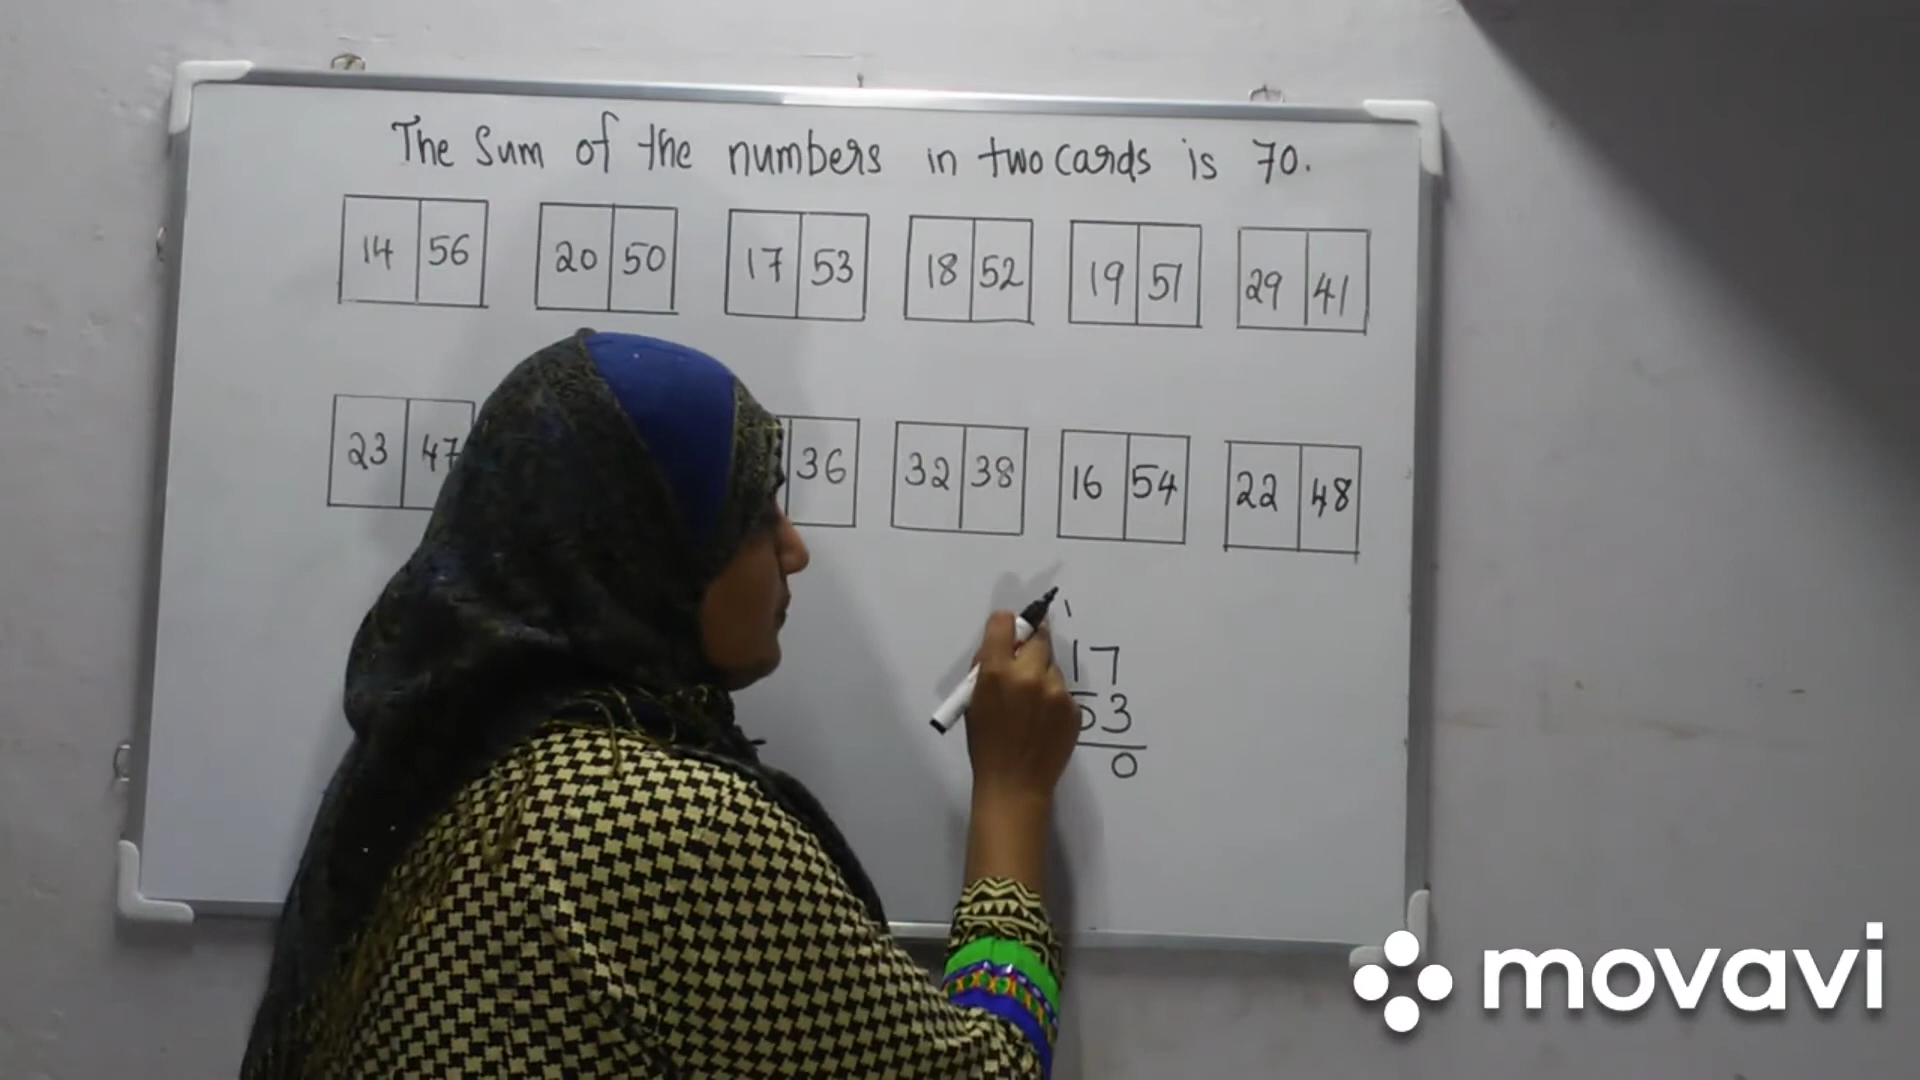 The Sum of the numbers in two cards is 70.
14 56 20 50 17 53 18 52 19 51 29 41
23 47 36 32 38 16 54 22 48
1
17
53
0
movavi